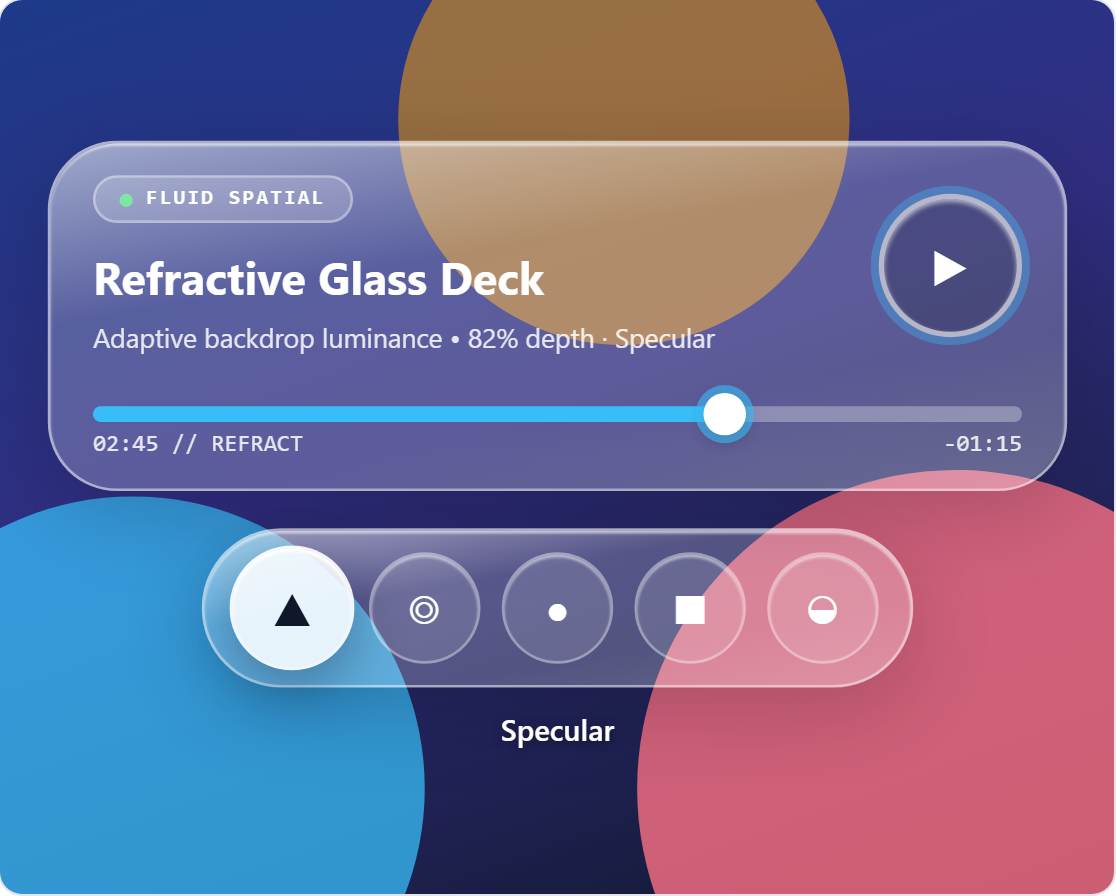 FLUID SPATIAL
Refractive Glass Deck
Adaptive backdrop luminance • 82% depth · Specular
02:45 // REFRACT
-01:15
Specular